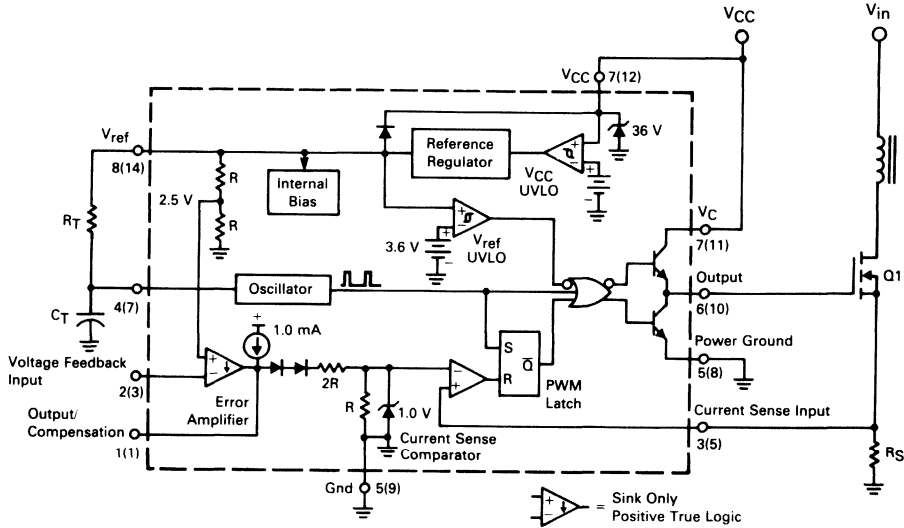 VCC
Vin
VCC
7(12)
Vref
8(14)
36 V
Reference
Regulator
+
−
VCC
UVLO
+
−
R
Internal
Bias
2.5 V
R
RT
+
−
3.6 V
+
−
Vref
UVLO
VC
7(11)
Output
6(10)
Q1
4(7)
Oscillator
CT
+
1.0 mA
S
Q
R
PWM
Latch
Power Ground
5(8)
Voltage Feedback
Input
2(3)
+
−
Error
Amplifier
2R
R
1.0 V
−
+
Current Sense
Comparator
Output/
Compensation
1(1)
Current Sense Input
3(5)
RS
Gnd
5(9)
+
−
= Sink Only
Positive True Logic